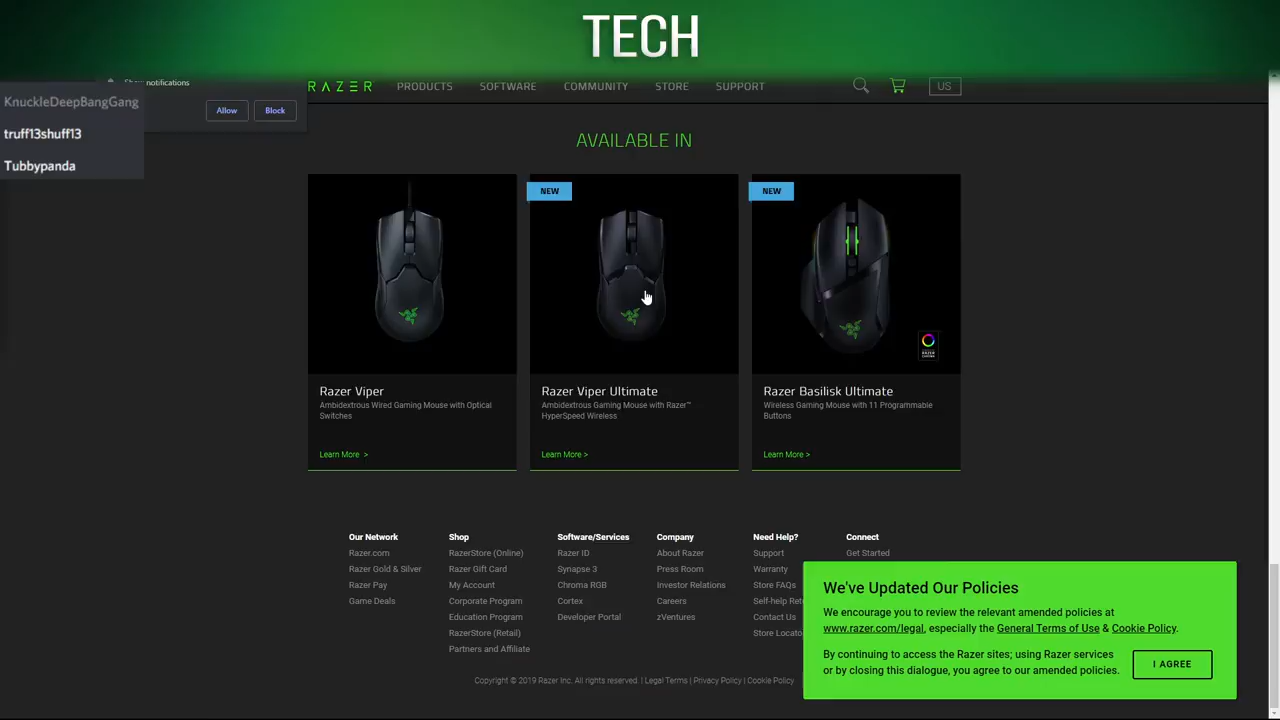 TECH
Show notifications
Allow
Block
KnuckleDeepBangGang
truff13shuff13
Tubbypanda
RAZER
PRODUCTS
SOFTWARE
COMMUNITY
STORE
SUPPORT
US
AVAILABLE IN
NEW
NEW
Razer Viper
Ambidextrous Wired Gaming Mouse with Optical
Switches
Learn More >
Razer Viper Ultimate
Ambidextrous Gaming Mouse with Razer™
HyperSpeed Wireless
Learn More >
Razer Basilisk Ultimate
Wireless Gaming Mouse with 11 Programmable
Buttons
Learn More >
Our Network
Razer.com
Razer Gold & Silver
Razer Pay
Game Deals
Shop
RazerStore (Online)
Razer Gift Card
My Account
Corporate Program
Education Program
RazerStore (Retail)
Partners and Affiliate
Software/Services
Razer ID
Synapse 3
Chroma RGB
Cortex
Developer Portal
Company
About Razer
Press Room
Investor Relations
Careers
zVentures
Need Help?
Support
Warranty
Store FAQs
Self-help Ret
Contact Us
Store Locato
Connect
Get Started
Copyright © 2019 Razer Inc. All rights reserved. | Legal Terms | Privacy Policy | Cookie Policy
We've Updated Our Policies
We encourage you to review the relevant amended policies at
www.razer.com/legal, especially the General Terms of Use & Cookie Policy.
By continuing to access the Razer sites; using Razer services
or by closing this dialogue, you agree to our amended policies.
I AGREE